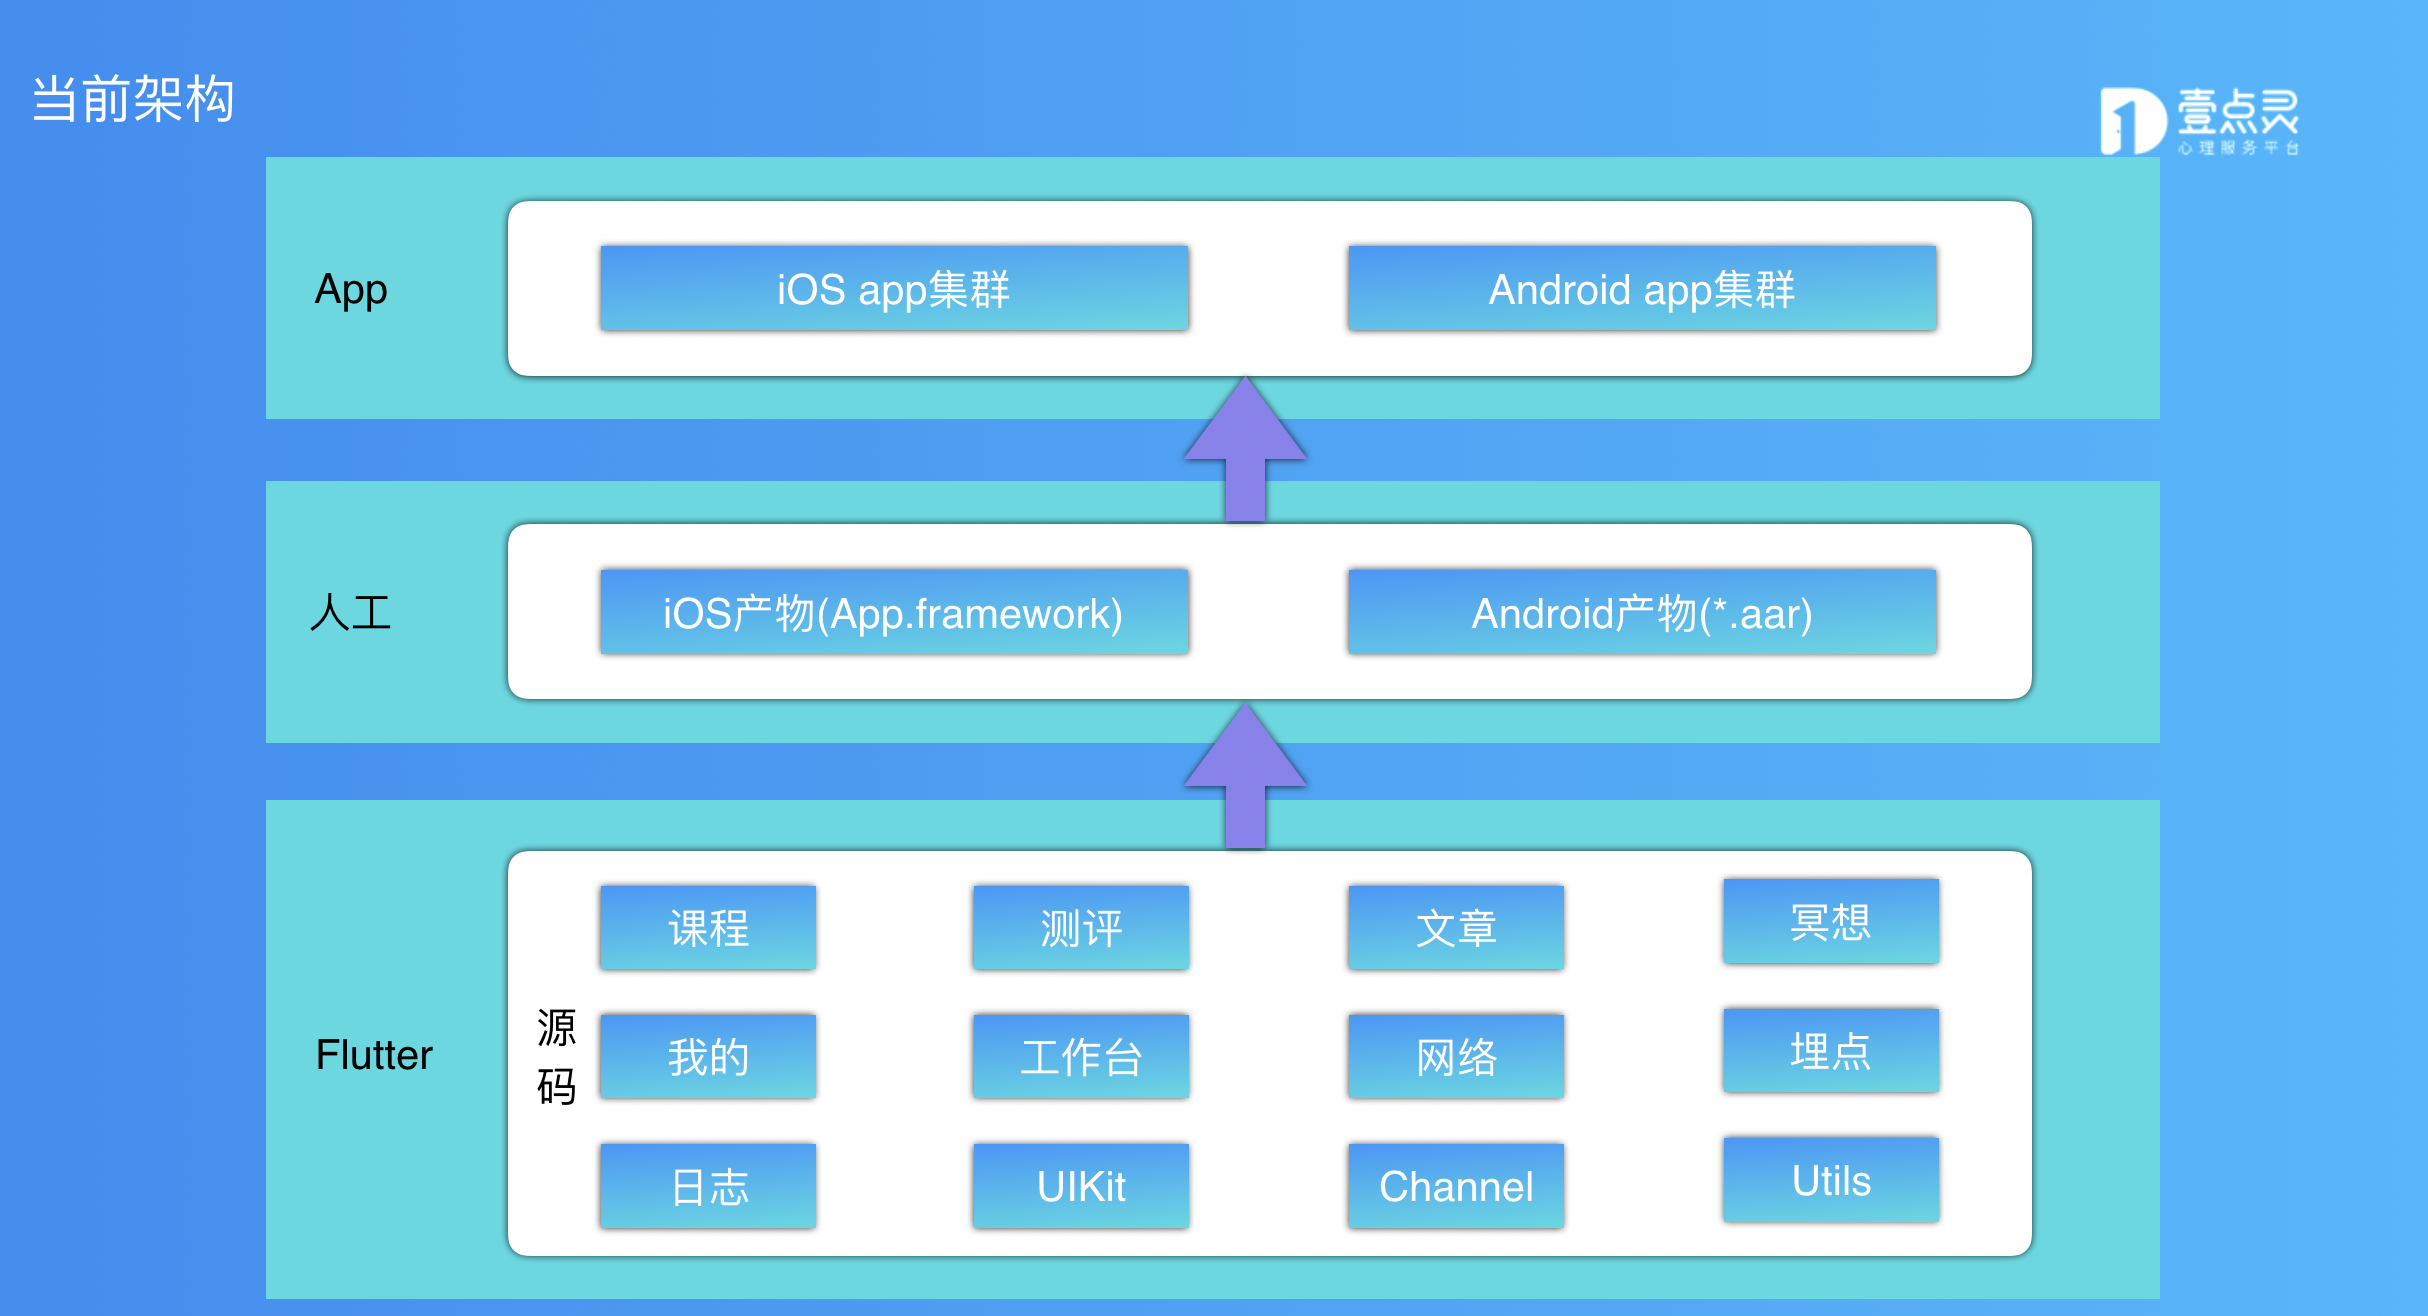 当前架构
壹点灵
心理服务平台
App
iOS app集群
Android app集群
人工
iOS产物(App.framework)
Android产物(*.aar)
Flutter
源
码
课程
测评
文章
冥想
我的
工作台
网络
埋点
日志
UIKit
Channel
Utils